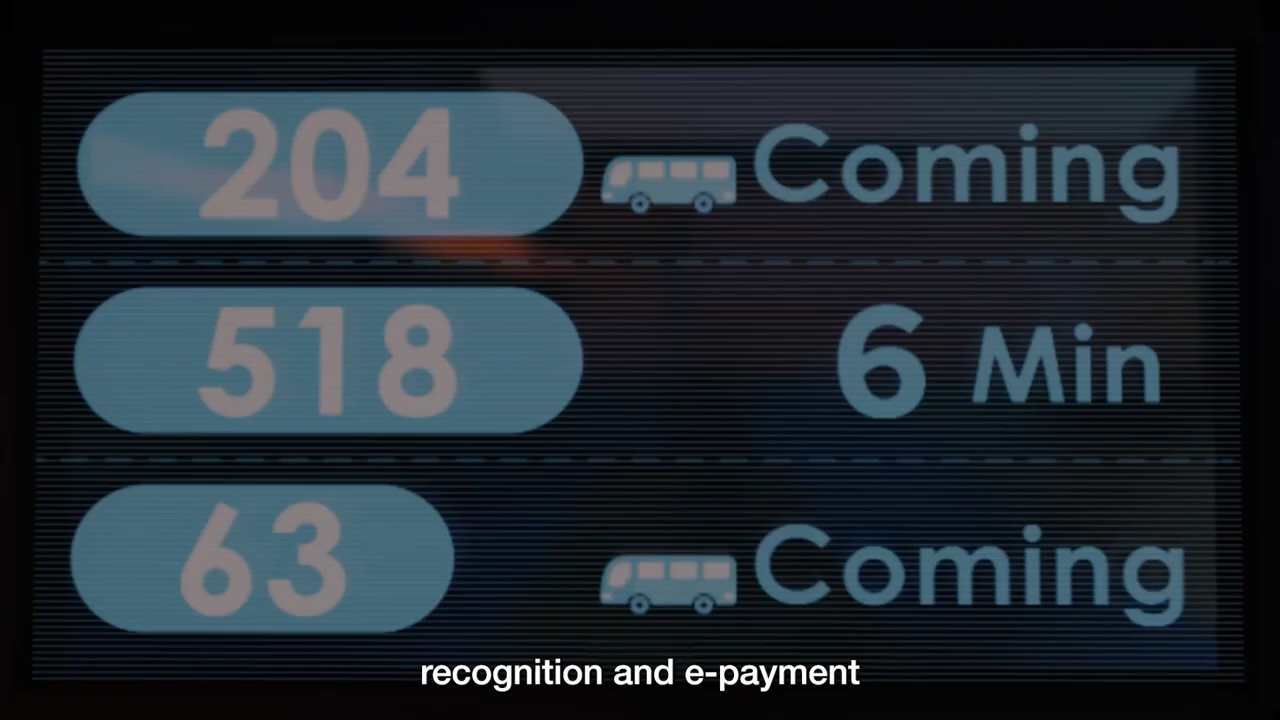 204 Coming
518 6 Min
63 Coming
recognition and e-payment